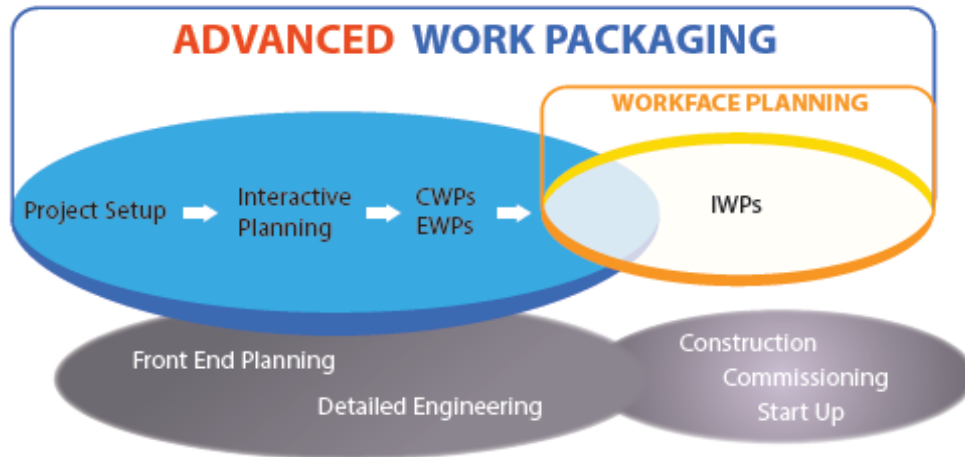 ADVANCED WORK PACKAGING
WORKFACE PLANNING
Project Setup
Interactive
Planning
CWPs
EWPs
IWPs
Front End Planning
Detailed Engineering
Construction
Commissioning
Start Up